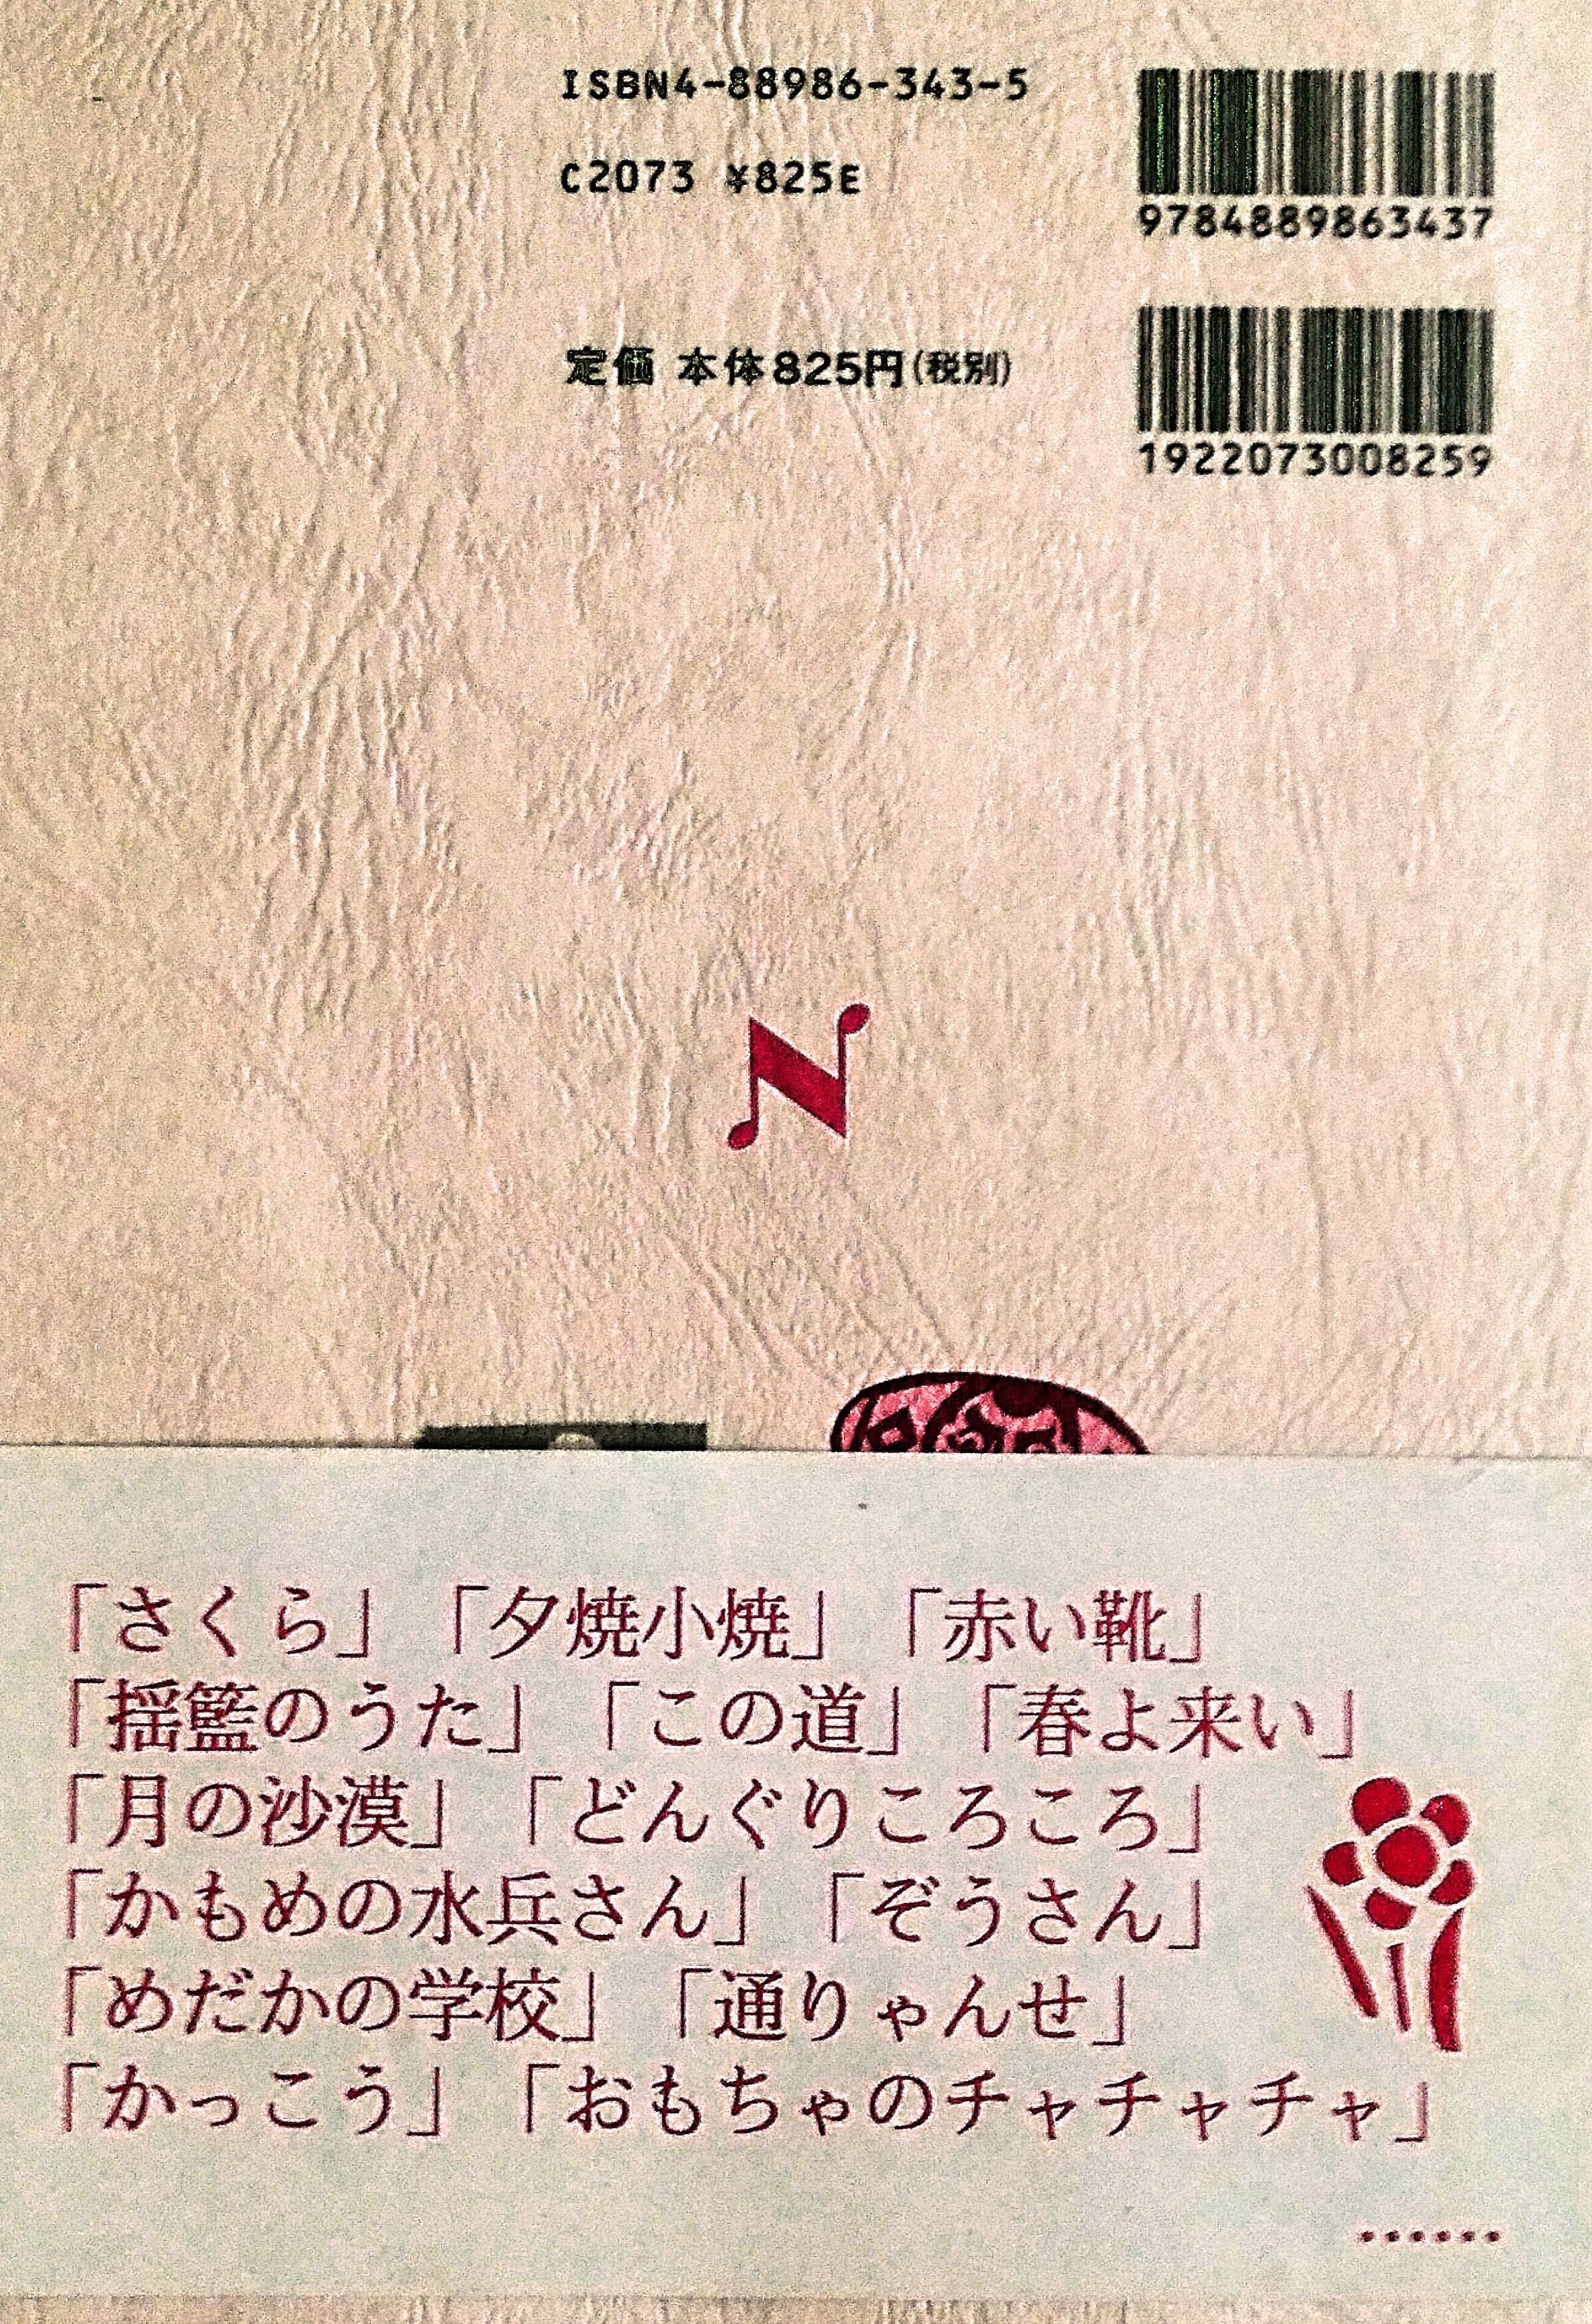 ISBN4-88986-343-5
C2073 ¥825E
9784889863437
定価 本体825円(税別)
1922073008259
N
「さくら」「夕焼小焼」「赤い靴」
「揺籃のうた」「この道」「春よ来い」
「月の沙漠」「どんぐりころころ」
「かもめの水兵さん」「ぞうさん」
「めだかの学校」「通りゃんせ」
「かっこう」「おもちゃのチャチャチャ」
……